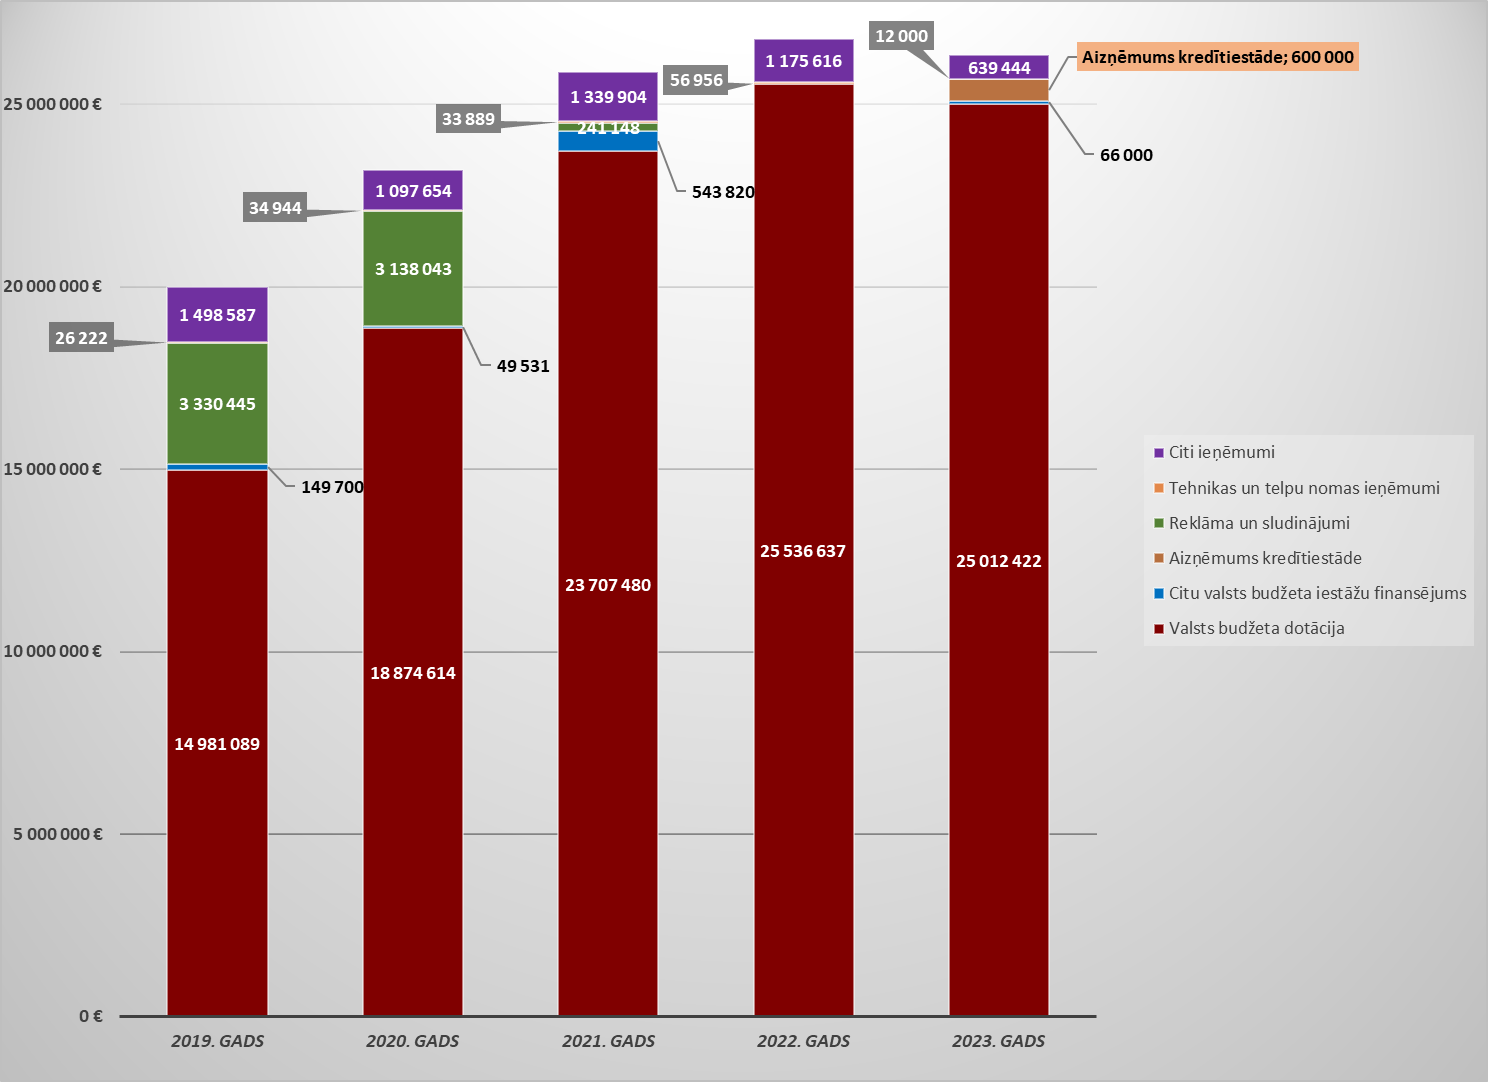 12 000
639 444
Aizņēmums kredītiestāde; 600 000
1 175 616
56 956
1 339 904
25 000 000 €
33 889
241 148
66 000
543 820
1 097 654
34 944
3 138 043
20 000 000 €
1 498 587
26 222
49 531
3 330 445
15 000 000 €
149 700
Citi ieņēmumi
Tehnikas un telpu nomas ieņēmumi
Reklāma un sludinājumi
Aizņēmums kredītiestāde
Citu valsts budžeta iestāžu finansējums
Valsts budžeta dotācija
25 536 637
25 012 422
23 707 480
10 000 000 €
18 874 614
14 981 089
5 000 000 €
0 €
2019. GADS
2020. GADS
2021. GADS
2022. GADS
2023. GADS